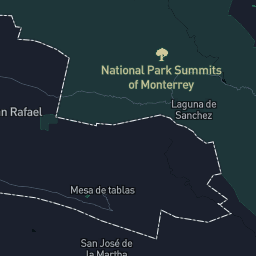 National Park Summits
of Monterrey
Laguna de
Sanchez
n Rafael
Mesa de tablas
San José de
la Martha